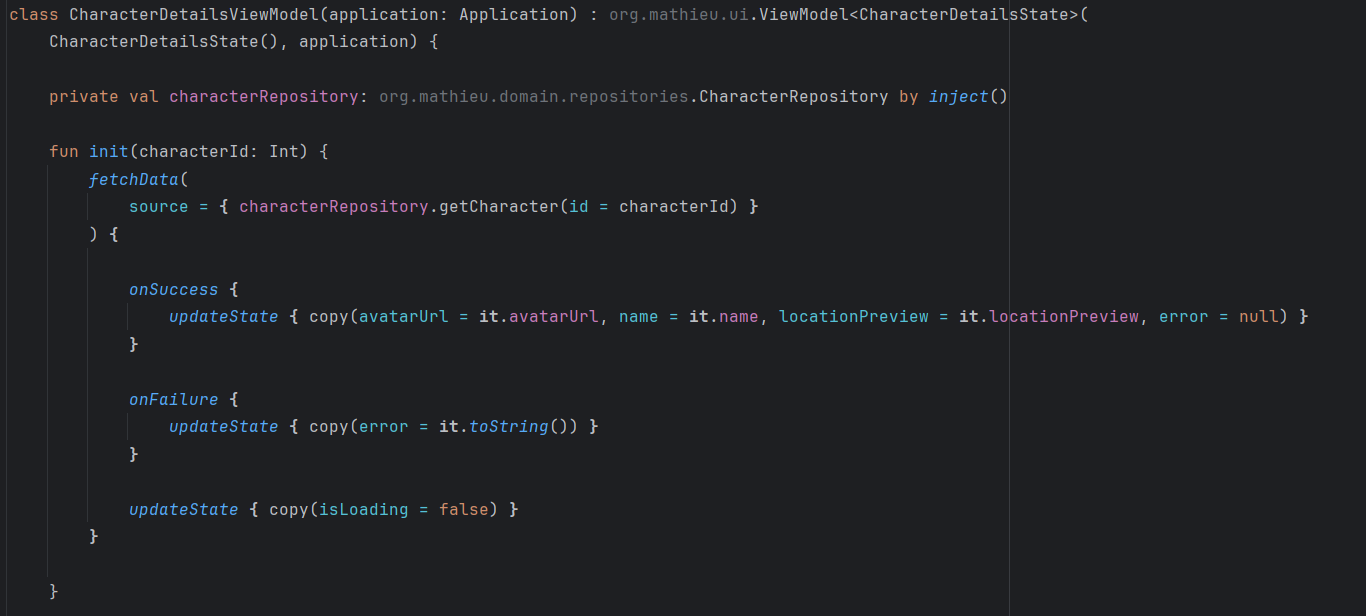 class CharacterDetailsViewModel(application: Application) : org.mathieu.ui.ViewModel<CharacterDetailsState>(
    CharacterDetailsState(), application) {
    private val characterRepository: org.mathieu.domain.repositories.CharacterRepository by inject()
    fun init(characterId: Int) {
        fetchData(
            source = { characterRepository.getCharacter(id = characterId) }
        ) {
            onSuccess {
                updateState { copy(avatarUrl = it.avatarUrl, name = it.name, locationPreview = it.locationPreview, error = null) }
            }
            onFailure {
                updateState { copy(error = it.toString()) }
            }
            updateState { copy(isLoading = false) }
        }
    }